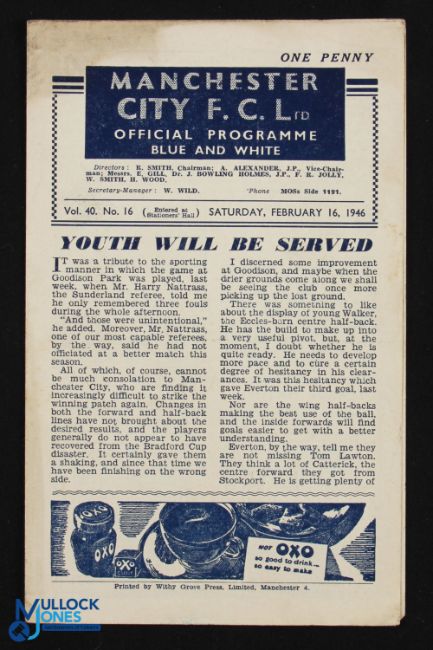 ONE PENNY
MANCHESTER
CITY F. C. LTD
OFFICIAL PROGRAMME
BLUE AND WHITE
Directors: R. SMITH, Chairman; A. ALEXANDER, J.P., Vice-Chair-
man; Messrs. E. GILL, Dr. J. BOWLING HOLMES, J.P., F. R. JOLLY,
W. SMITH, H. WOOD.
Secretary-Manager: W. WILD. 'Phone MOSs Side 1191.
Vol. 40. No. 16 (Entered at Stationers' Hall) SATURDAY, FEBRUARY 16, 1946
YOUTH WILL BE SERVED
IT was a tribute to the sporting
manner in which the game at
Goodison Park was played, last
week, when Mr. Harry Nattrass,
the Sunderland referee, told me
he only remembered three fouls
during the whole afternoon.
"And those were unintentional,"
he added. Moreover, Mr. Nattrass,
one of our most capable referees,
by the way, said he had not
officiated at a better match this
season.
All of which, of course, cannot
be much consolation to Man-
chester City, who are finding it
increasingly difficult to strike the
winning patch again. Changes in
both the forward and half-back
lines have not brought about the
desired results, and the players
generally do not appear to have
recovered from the Bradford Cup
disaster. It certainly gave them
a shaking, and since that time we
have been finishing on the wrong
side.
I discerned some improvement
at Goodison, and maybe when the
drier grounds come along we shall
be seeing the club once more
picking up the lost ground.
There was something to like
about the display of young Walker,
the Eccles-born centre half-back.
He has the build to make up into
a very useful pivot, but, at the
moment, I doubt whether he is
quite ready. He needs to develop
more pace and to cure a certain
degree of hesitancy in his clear-
ances. It was this hesitancy which
gave Everton their third goal, last
week.
Nor are the wing half-backs
making the best use of the ball,
and the inside forwards will find
goals easier to get with a better
understanding.
Everton, by the way, tell me they
are not missing Tom Lawton.
They think a lot of Catterick, the
centre forward they got from
Stockport. He is getting plenty of
OXO
OXO
HOT OXO
so good to drink—
so easy to make
Printed by Withy Grove Press, Limited, Manchester 4.
MULLOCK
JONES